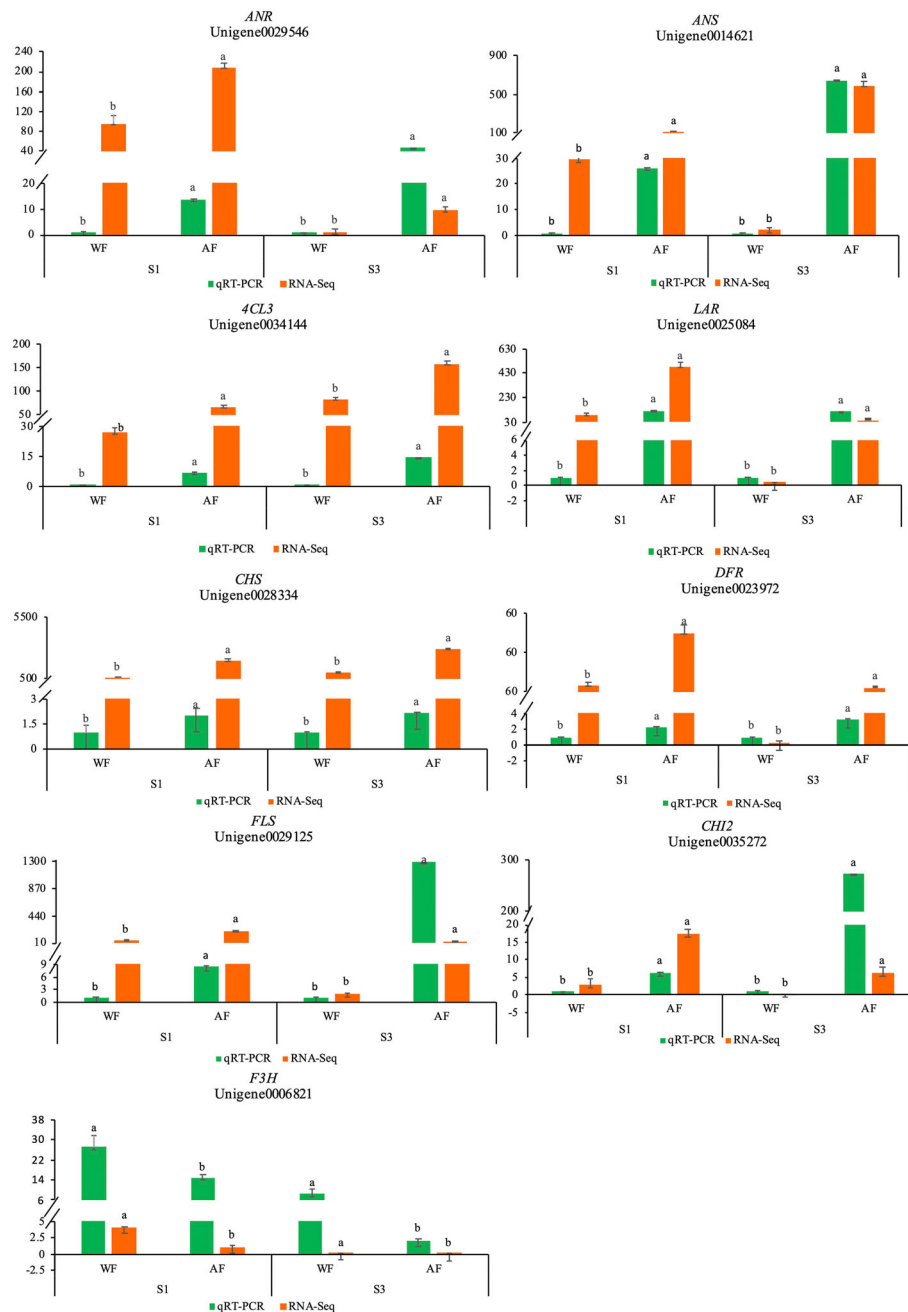 ANR
Unigene0029546
240
200
160
120
80
40
20
10
0
b
b
a
a
b
b
a
a
WF
AF
WF
AF
S1
S3
qRT-PCR
RNA-Seq
ANS
Unigene0014621
900
500
100
30
20
10
0
b
b
a
a
b
b
a
a
WF
AF
WF
AF
S1
S3
qRT-PCR
RNA-Seq
4CL3
Unigene0034144
200
150
100
50
30
15
0
b
b
a
a
b
b
a
a
WF
AF
WF
AF
S1
S3
qRT-PCR
RNA-Seq
LAR
Unigene0025084
630
430
230
30
6
4
2
0
-2
b
b
a
a
b
b
a
a
WF
AF
WF
AF
S1
S3
qRT-PCR
RNA-Seq
CHS
Unigene0028334
5500
500
3
1.5
0
b
b
a
a
b
b
a
a
WF
AF
WF
AF
S1
S3
qRT-PCR
RNA-Seq
DFR
Unigene0023972
60
60
60
4
2
0
-2
b
b
a
a
b
b
a
a
WF
AF
WF
AF
S1
S3
qRT-PCR
RNA-Seq
FLS
Unigene0029125
1300
870
440
10
9
6
3
0
b
b
a
a
b
b
a
a
WF
AF
WF
AF
S1
S3
qRT-PCR
RNA-Seq
CHI2
Unigene0035272
300
200
20
15
10
5
0
-5
b
b
a
a
b
b
a
a
WF
AF
WF
AF
S1
S3
qRT-PCR
RNA-Seq
F3H
Unigene0006821
38
30
22
14
6
5
2.5
0
-2.5
a
a
b
b
a
a
b
b
WF
AF
WF
AF
S1
S3
qRT-PCR
RNA-Seq